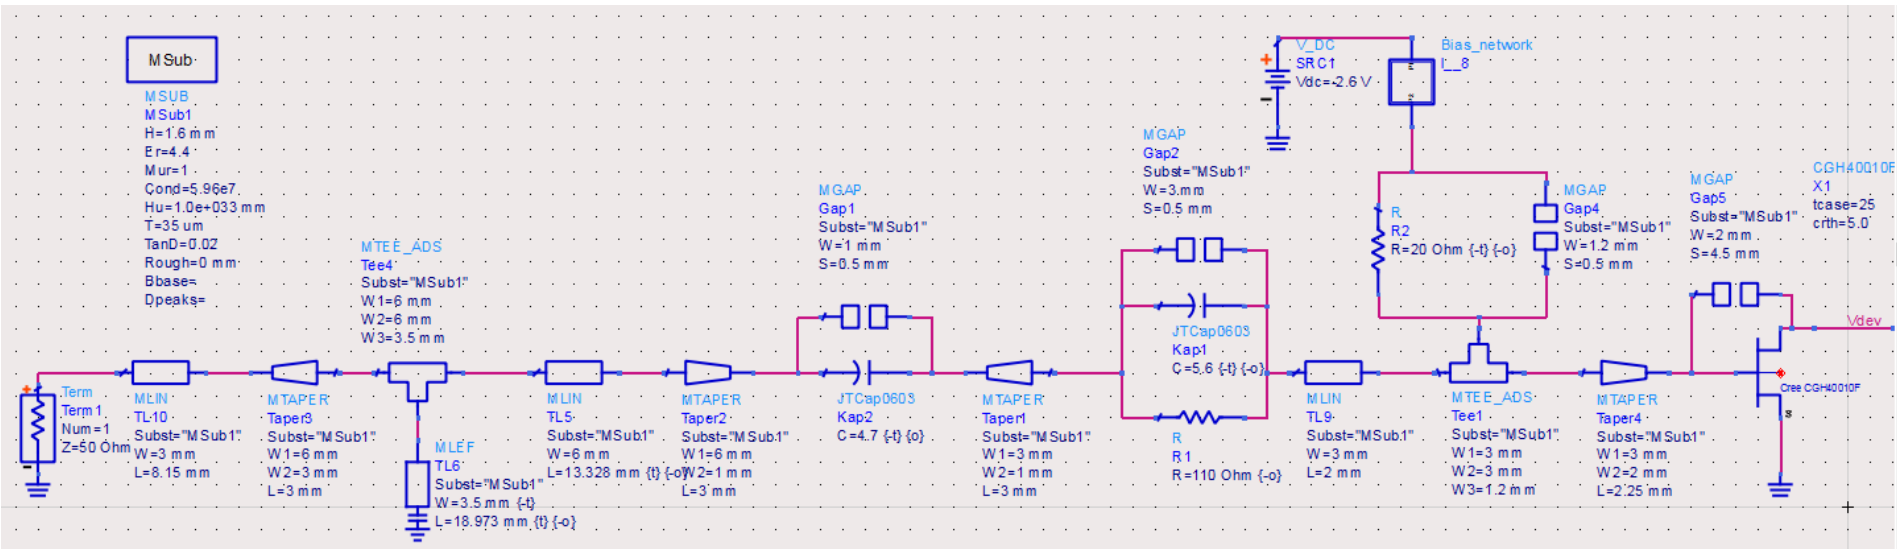 MSub
MSUB
MSub1
H=1.6 mm
Er=4.4
Mur=1
Cond=5.96e7
Hu=1.0e+033 mm
T=35 um
TanD=0.02
Rough=0 mm
Bbase=
Dpeaks=
Term
Term1
Num=1
Z=50 Ohm
MLIN
TL10
Subst="MSub1"
W=3 mm
L=8.15 mm
MTAPER
Taper3
Subst="MSub1"
W1=6 mm
W2=3 mm
L=3 mm
MTEE_ADS
Tee4
Subst="MSub1"
W1=6 mm
W2=6 mm
W3=3.5 mm
MLEF
TL6
Subst="MSub1"
W=3.5 mm {-t}
L=18.973 mm {t} {-o}
MLIN
TL5
Subst="MSub1"
W=6 mm
L=13.328 mm {t} {-o}
MTAPER
Taper2
Subst="MSub1"
W1=6 mm
W2=1 mm
L=3 mm
MGAP
Gap1
Subst="MSub1"
W=1 mm
S=0.5 mm
JTCap0603
Kap2
C=4.7 {-t} {o}
MTAPER
Taper1
Subst="MSub1"
W1=3 mm
W2=1 mm
L=3 mm
MGAP
Gap2
Subst="MSub1"
W=3 mm
S=0.5 mm
JTCap0603
Kap1
C=5.6 {-t} {-o}
R
R1
R=110 Ohm {-o}
MLIN
TL9
Subst="MSub1"
W=3 mm
L=2 mm
V_DC
SRC1
Vdc=-2.6 V
Bias_network
I__8
R
R2
R=20 Ohm {-t} {-o}
MGAP
Gap4
Subst="MSub1"
W=1.2 mm
S=0.5 mm
MTEE_ADS
Tee1
Subst="MSub1"
W1=3 mm
W2=3 mm
W3=1.2 mm
MTAPER
Taper4
Subst="MSub1"
W1=3 mm
W2=2 mm
L=2.25 mm
MGAP
Gap5
Subst="MSub1"
W=2 mm
S=4.5 mm
CGH40010F
X1
tcase=25
crth=5.0
Vdev
Cree CGH40010F